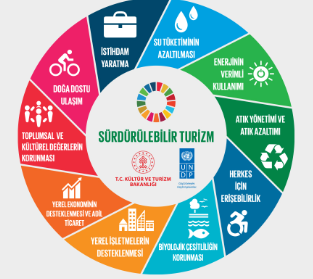 İSTİHDAM
YARATMA
SU TÜKETİMİNİN
AZALTILMASI
ENERJİNİN
VERİMLİ
KULLANIMI
ATIK YÖNETİMİ VE
ATIK AZALTIMI
HERKES
İÇİN
ERİŞEBİLİRLİK
BİYOLOJİK ÇEŞİTLİLİĞİN
KORUNMASI
YEREL İŞLETMELERİN
DESTEKLENMESİ
YEREL EKONOMİNİN
DESTEKLENMESİ VE ADİL
TİCARET
TOPLUMSAL VE
KÜLTÜREL DEĞERLERİN
KORUNMASI
DOĞA DOSTU
ULAŞIM
SÜRDÜRÜLEBİLİR TURİZM
T.C. KÜLTÜR VE TURİZM
BAKANLIĞI
UN
DP